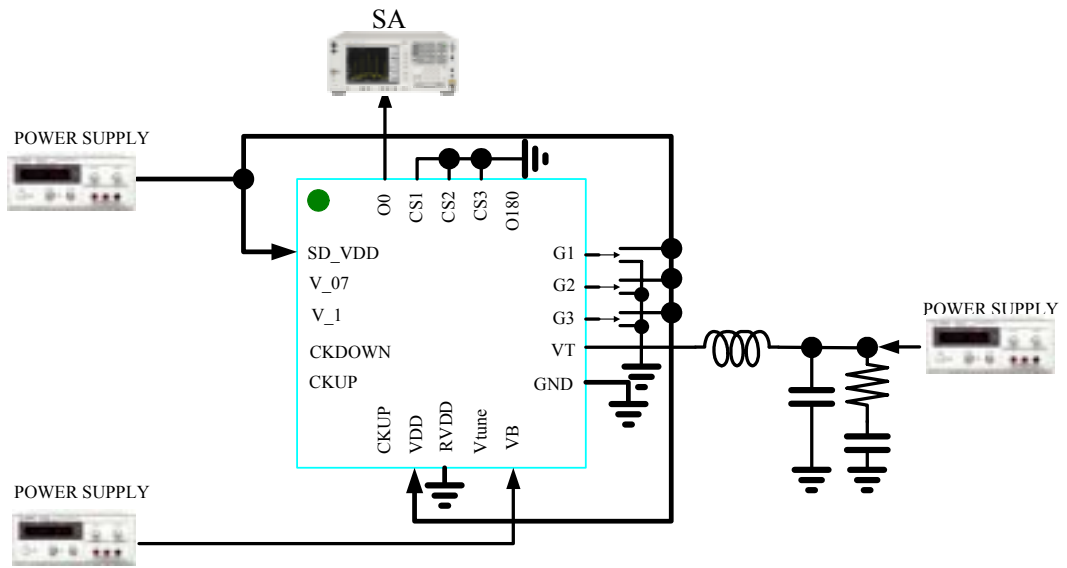 SA
POWER SUPPLY
O0
CS1
CS2
CS3
O180
SD_VDD
V_07
V_1
CKDOWN
CKUP
G1
G2
G3
VT
GND
POWER SUPPLY
CKUP
VDD
RVDD
Vtune
VB
POWER SUPPLY